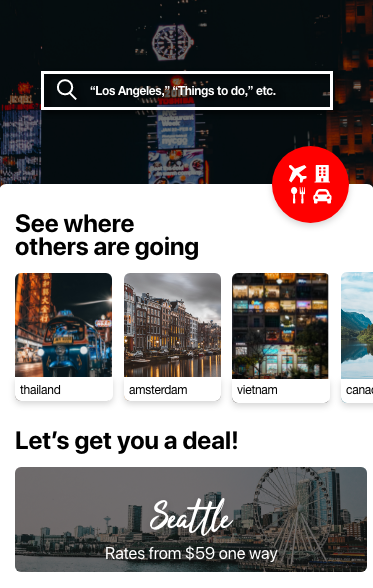 “Los Angeles,” “Things to do,” etc.
See where
others are going
thailand
amsterdam
vietnam
cana
Let’s get you a deal!
Seattle
Rates from $59 one way